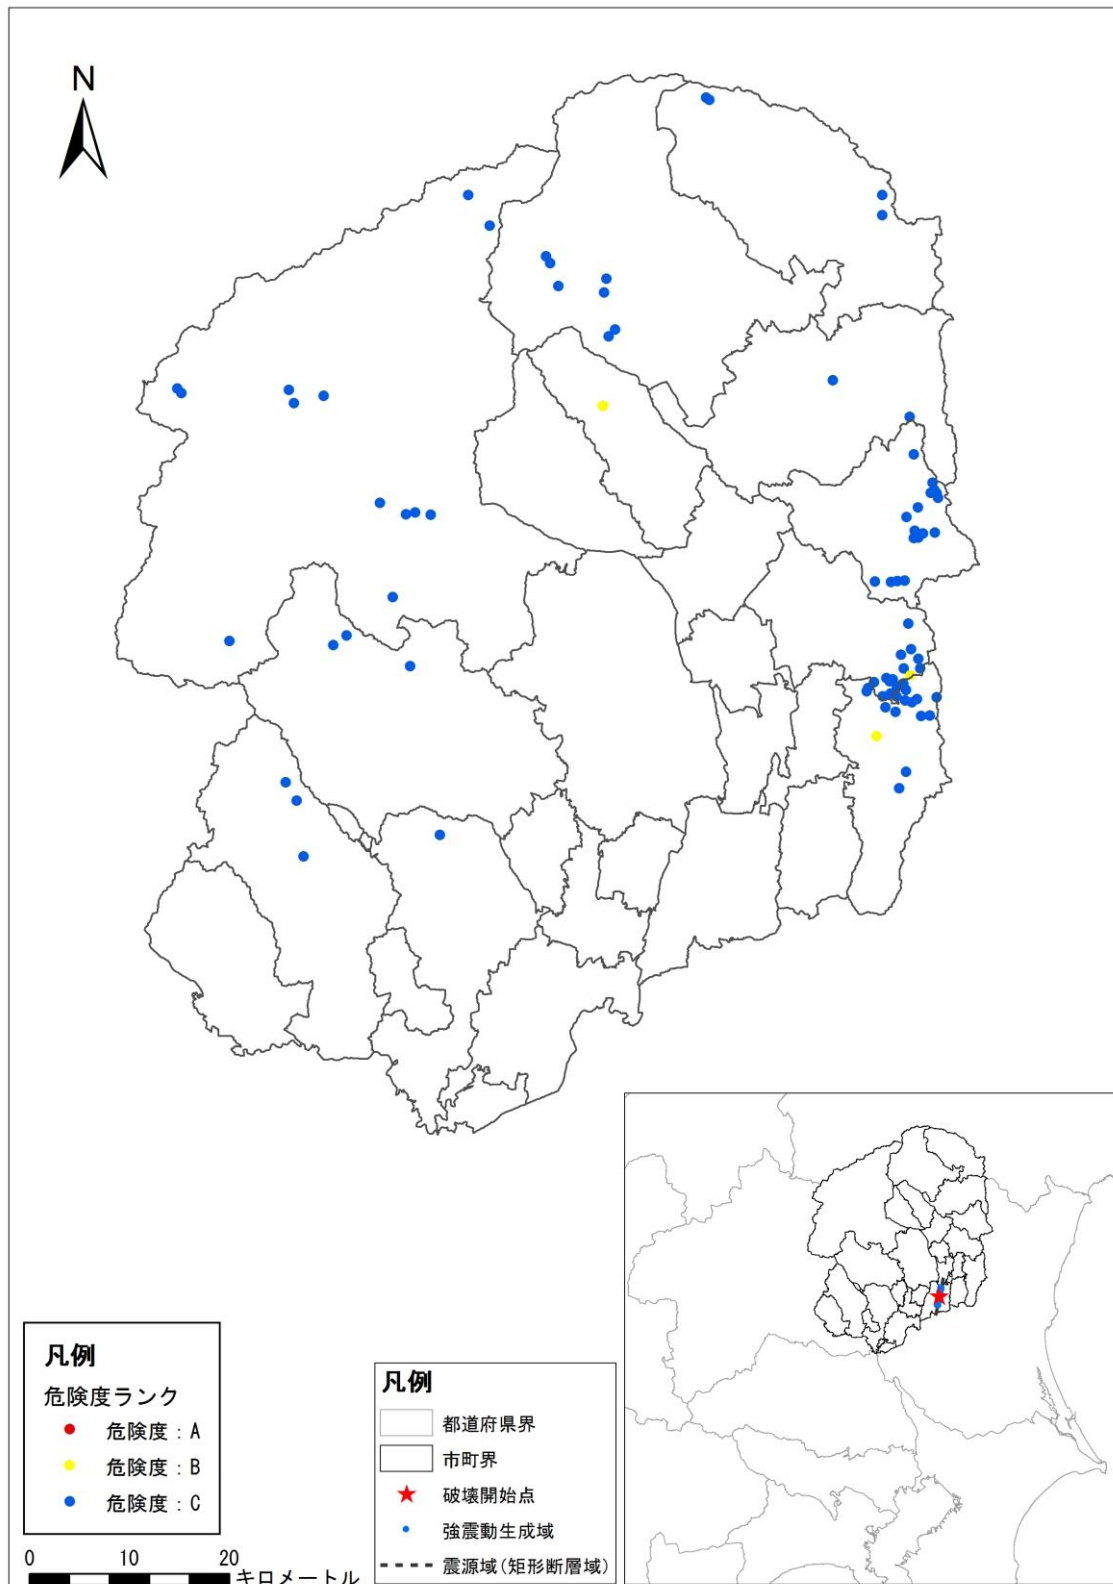 N
凡例
危険度ランク
危険度：A
危険度：B
危険度：C
0 10 20
キロメートル
凡例
都道府県界
市町界
破壊開始点
強震動生成域
震源域(矩形断層域)